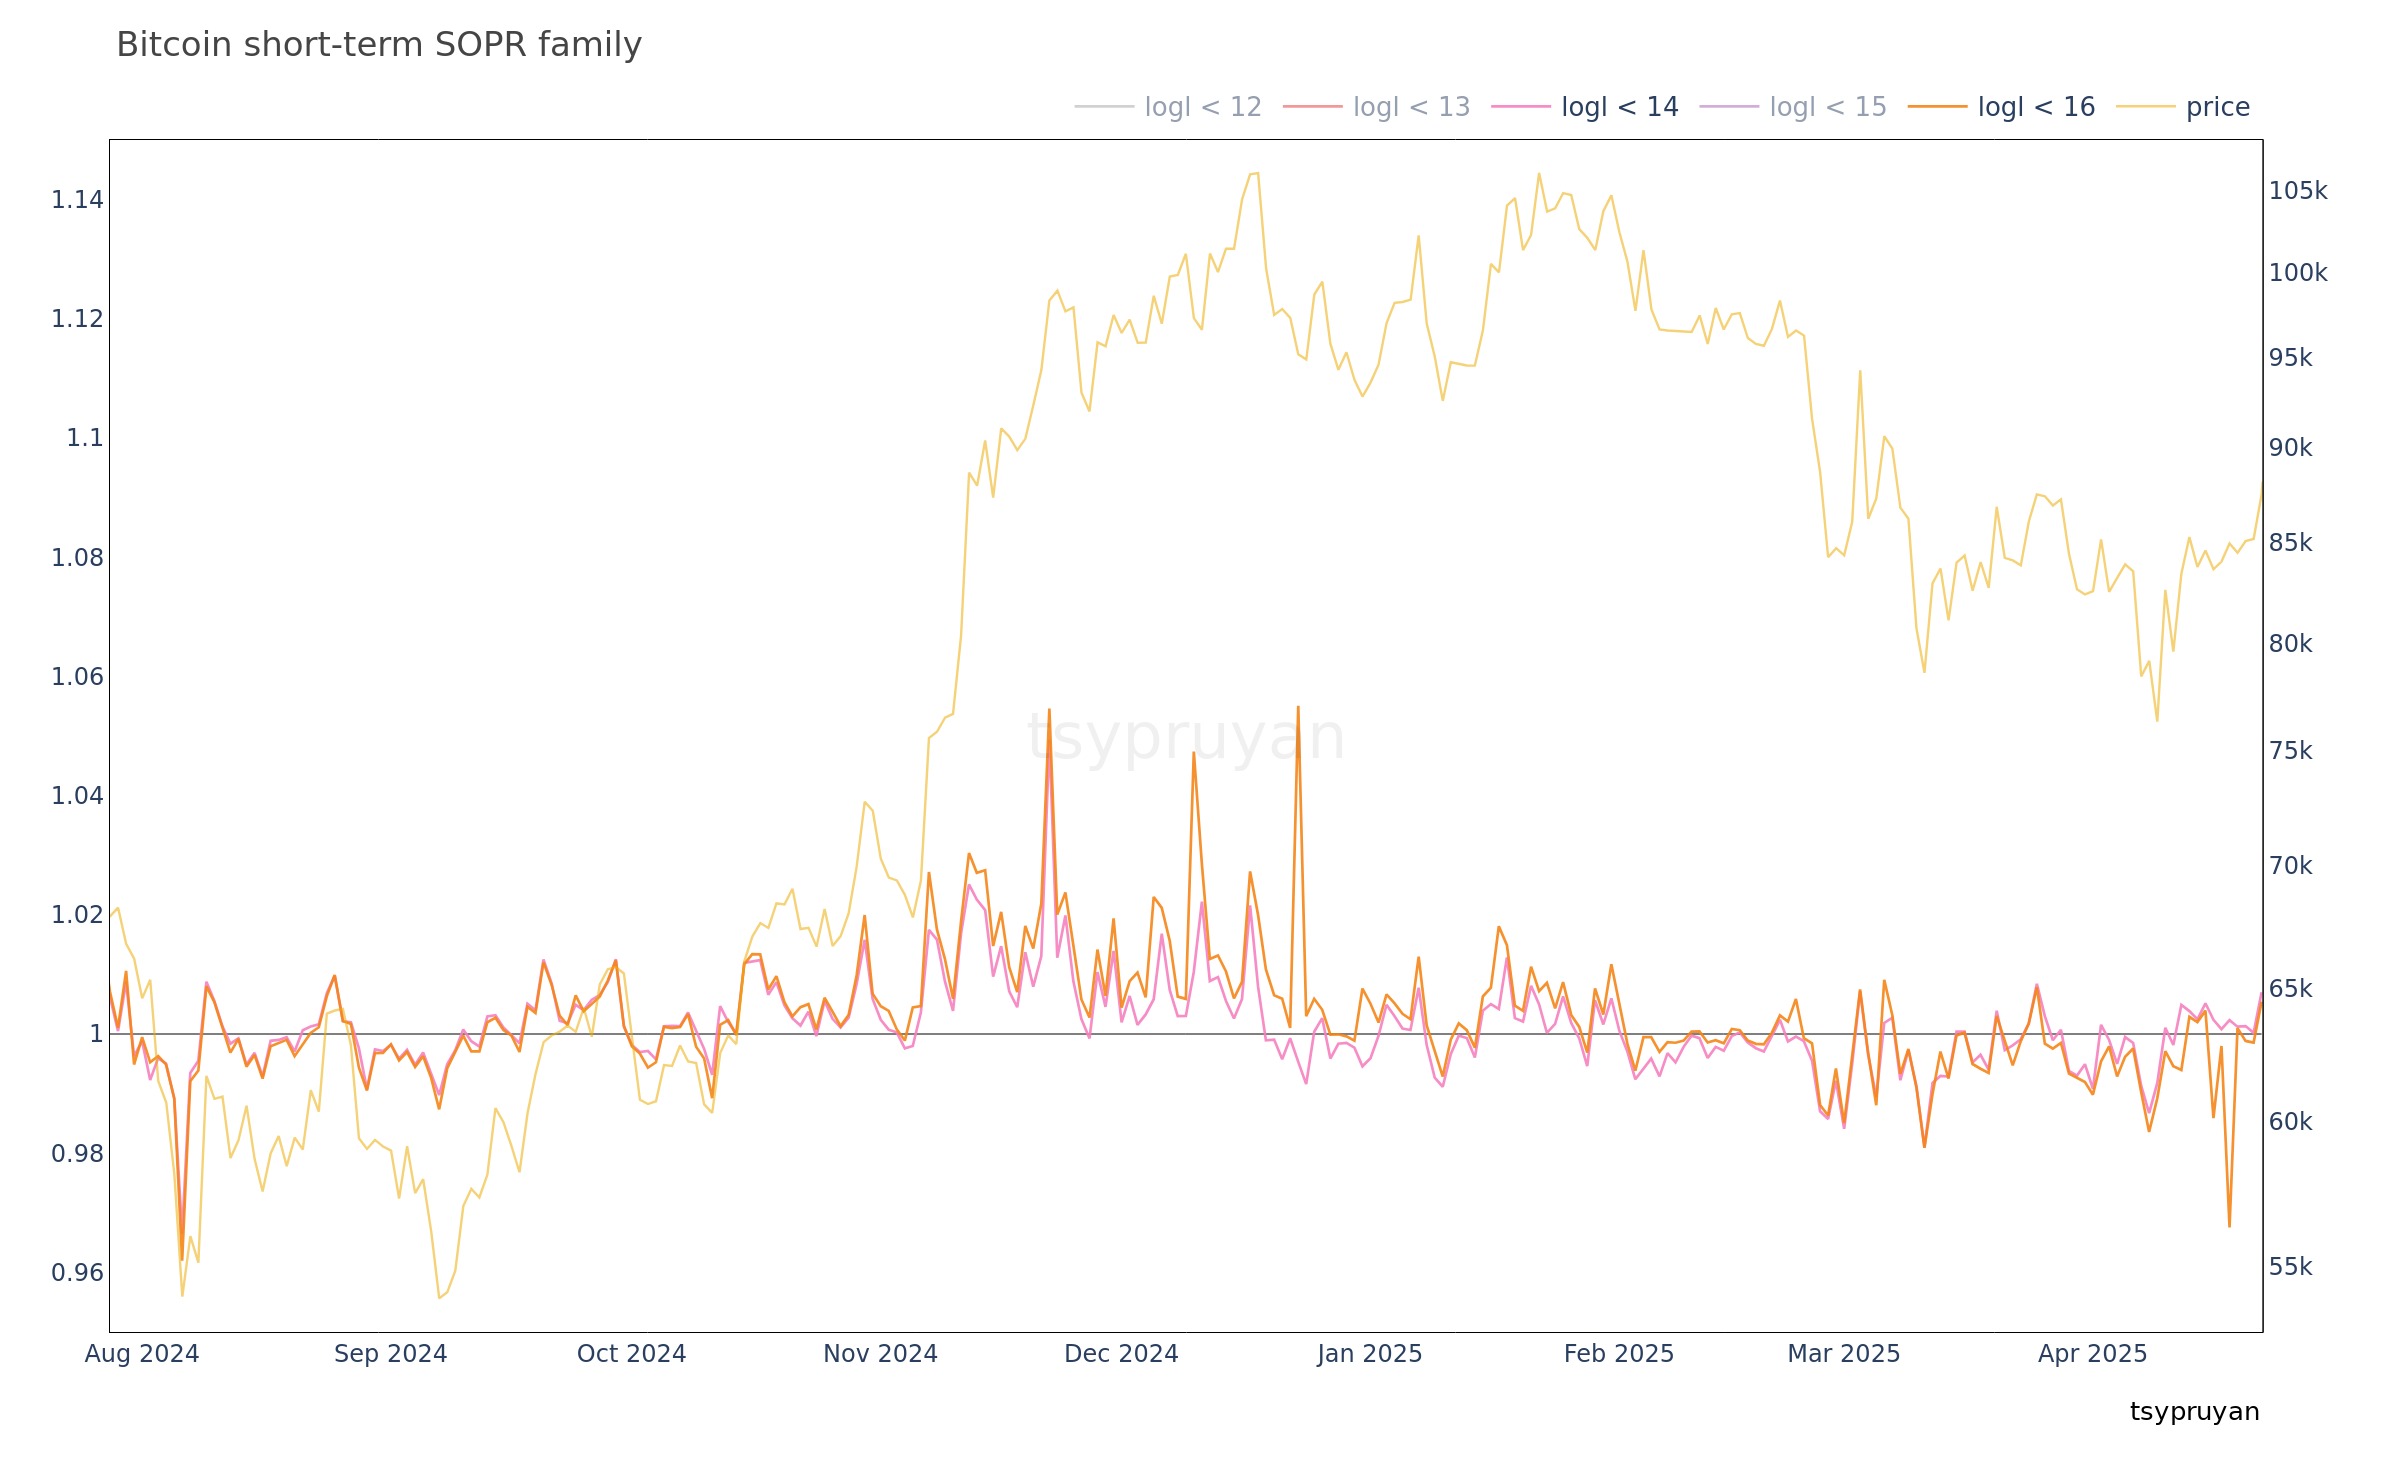 Bitcoin short-term SOPR family
logl < 12 logl < 13 logl < 14 logl < 15 logl < 16 price
1.14
1.12
1.1
1.08
1.06
1.04
1.02
1
0.98
0.96
105k
100k
95k
90k
85k
80k
75k
70k
65k
60k
55k
tsypruyan
Aug 2024 Sep 2024 Oct 2024 Nov 2024 Dec 2024 Jan 2025 Feb 2025 Mar 2025 Apr 2025
tsypruyan